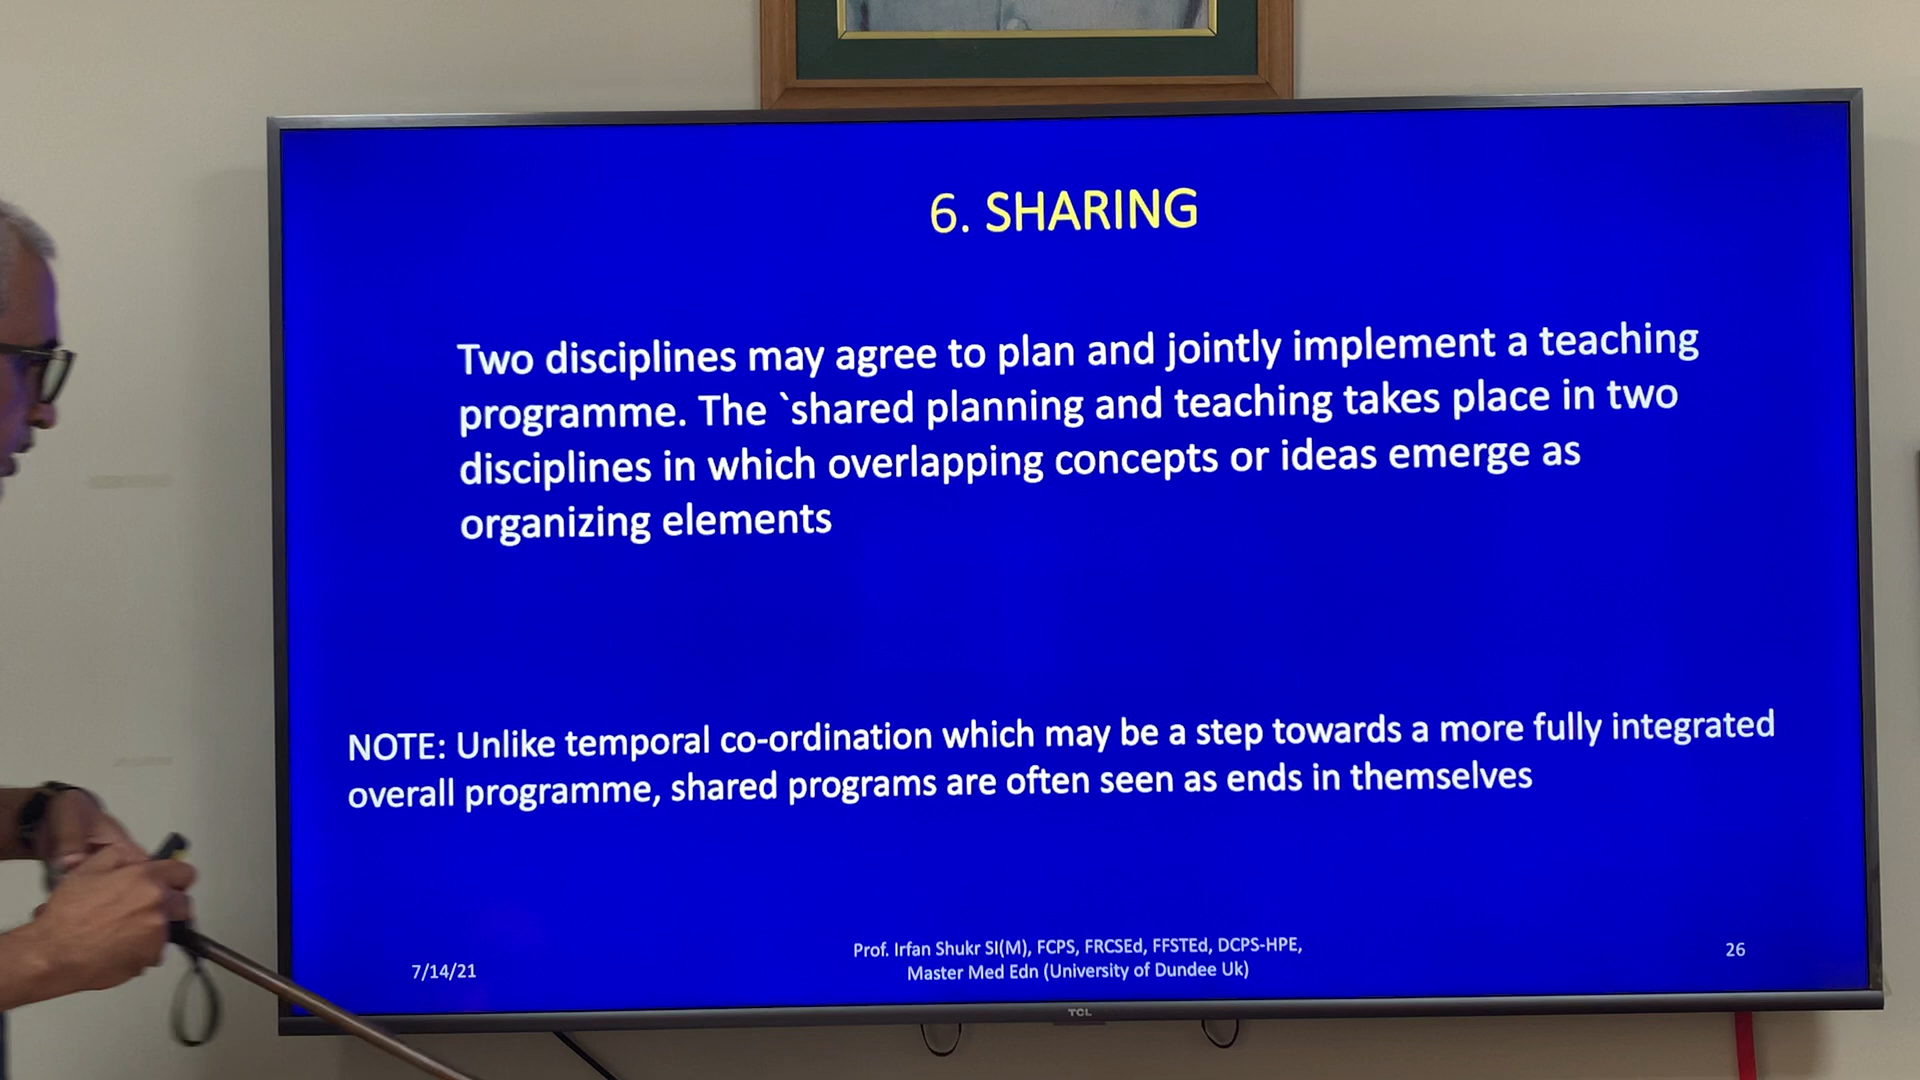 6. SHARING
Two disciplines may agree to plan and jointly implement a teaching
programme. The `shared planning and teaching takes place in two
disciplines in which overlapping concepts or ideas emerge as
organizing elements
NOTE: Unlike temporal co-ordination which may be a step towards a more fully integrated
overall programme, shared programs are often seen as ends in themselves
7/14/21
Prof. Irfan Shukr SI(M), FCPS, FRCSEd, FFSTEd, DCPS-HPE,
Master Med Edn (University of Dundee Uk)
26
TCL